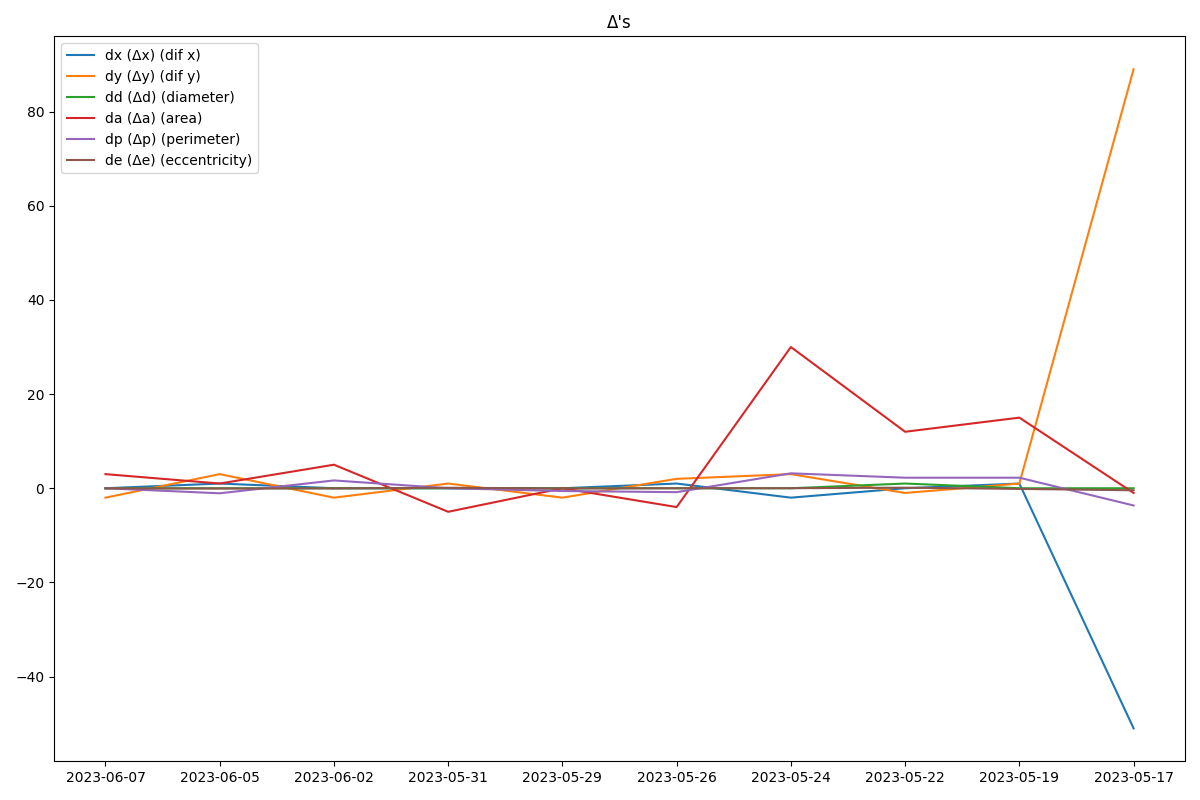 Δ's
dx (Δx) (dif x)
dy (Δy) (dif y)
dd (Δd) (diameter)
da (Δa) (area)
dp (Δp) (perimeter)
de (Δe) (eccentricity)
80
60
40
20
0
−20
−40
2023-06-07 2023-06-05 2023-06-02 2023-05-31 2023-05-29 2023-05-26 2023-05-24 2023-05-22 2023-05-19 2023-05-17